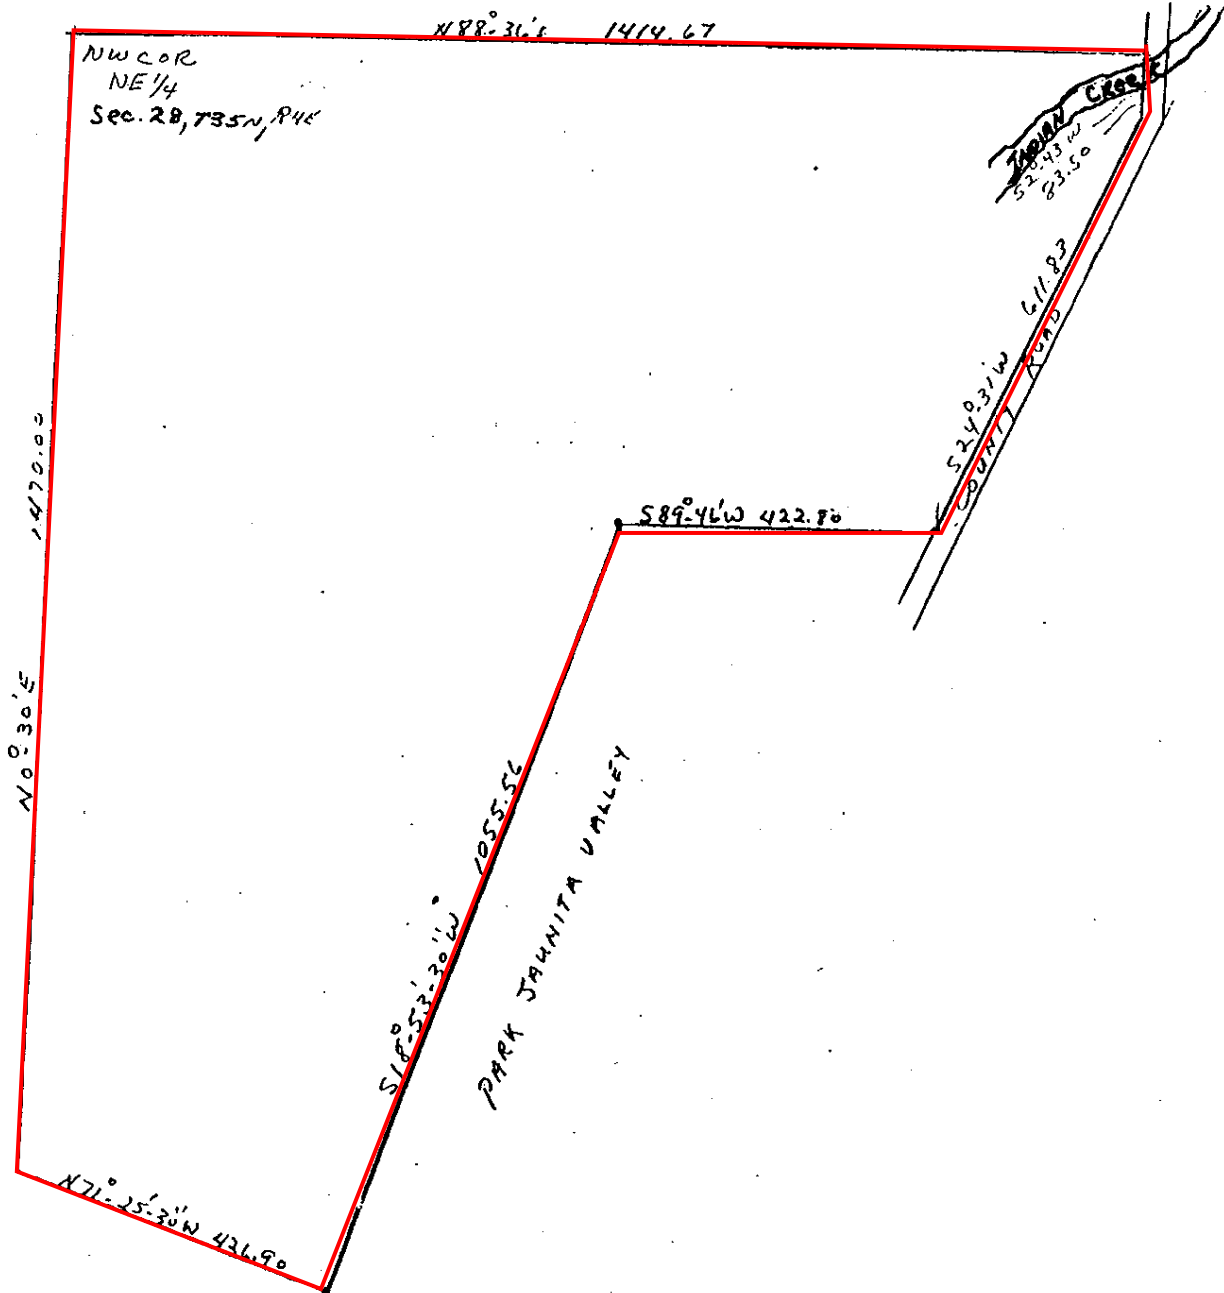 N88°-36'E 1414.67
NW COR
NE 1/4
Sec. 28, T35N, R4E
INDIAN CREEK
S2°-43'W
83.50
S24°-31'W 611.83
COUNTY ROAD
S89°-46'W 422.80
N0°-30'E 1470.00
S18°-53'-30"W 1055.56
PARK JAUNITA VALLEY
N71°-25'-30"W 426.90